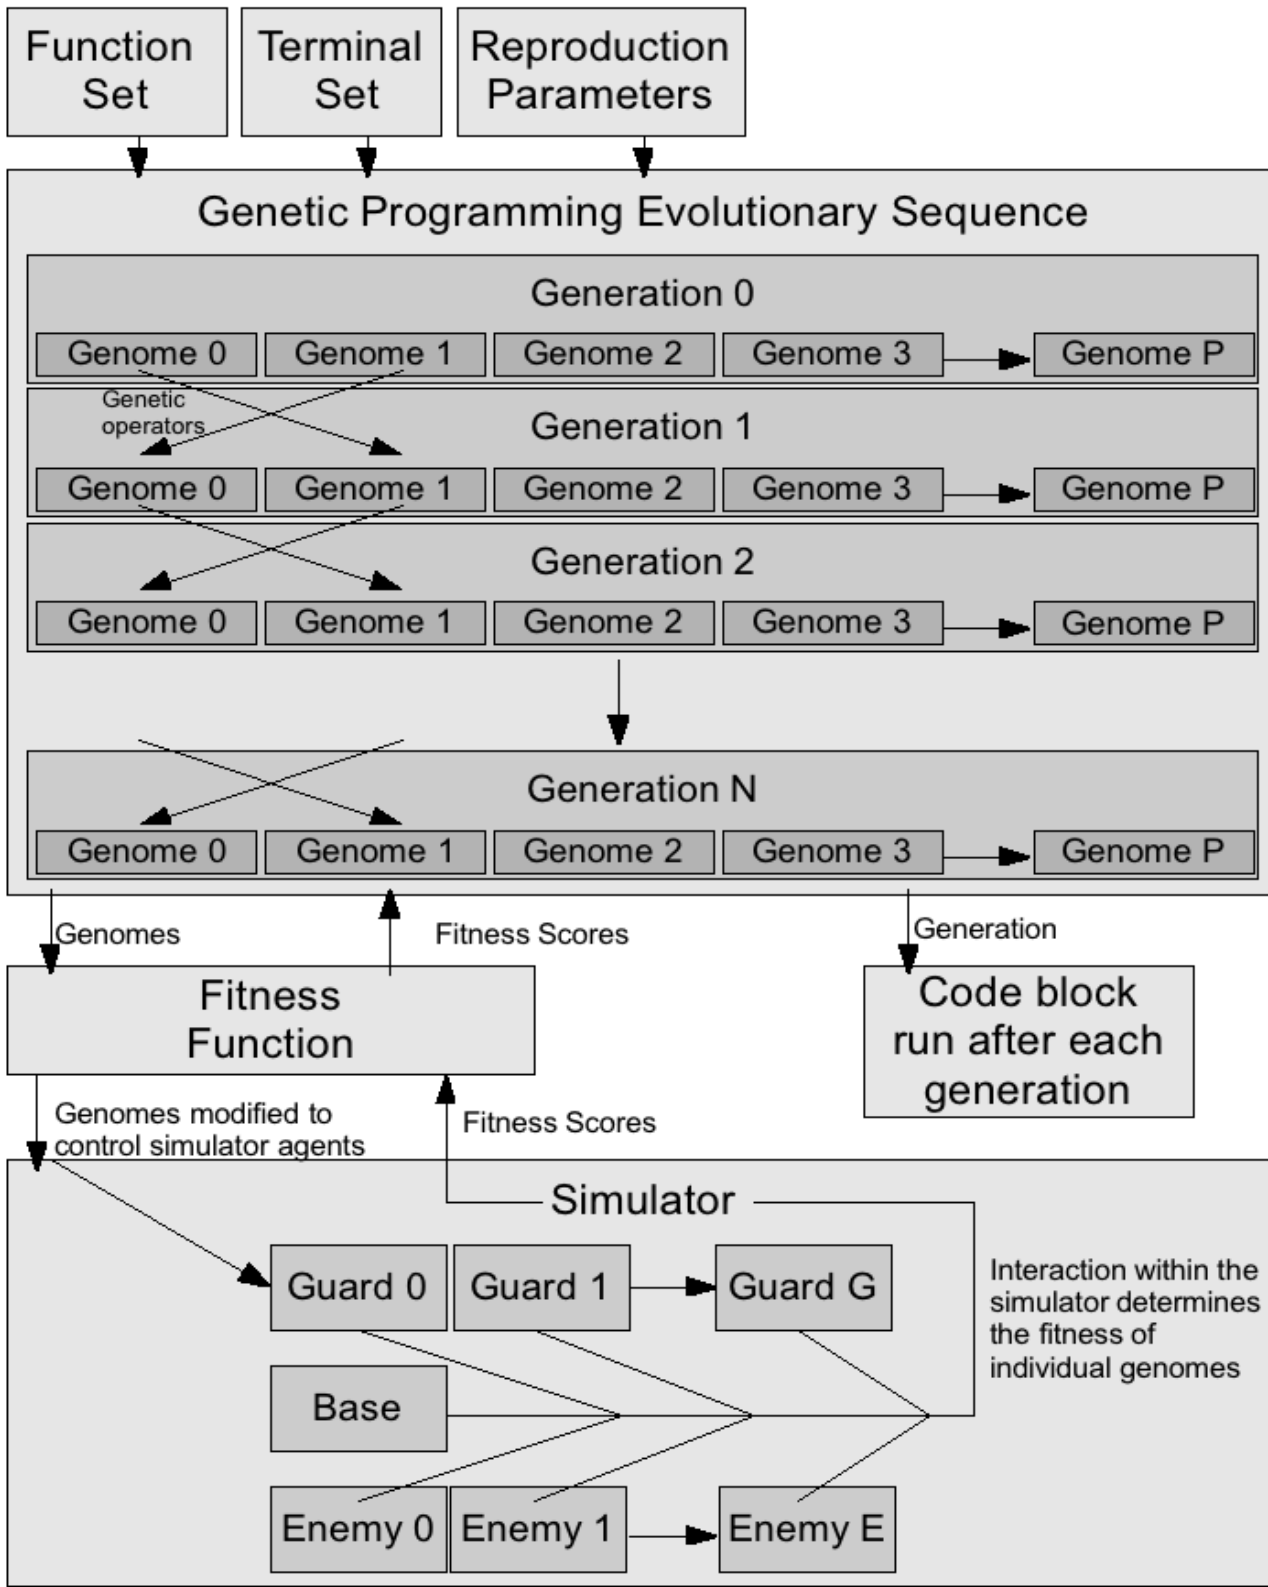 Function
Set
Terminal
Set
Reproduction
Parameters
Genetic Programming Evolutionary Sequence
Generation 0
Genome 0
Genome 1
Genome 2
Genome 3
Genome P
Genetic
operators
Generation 1
Genome 0
Genome 1
Genome 2
Genome 3
Genome P
Generation 2
Genome 0
Genome 1
Genome 2
Genome 3
Genome P
Generation N
Genome 0
Genome 1
Genome 2
Genome 3
Genome P
Genomes
Fitness Scores
Generation
Fitness
Function
Code block
run after each
generation
Genomes modified to
control simulator agents
Fitness Scores
Simulator
Guard 0
Guard 1
Guard G
Interaction within the
simulator determines
the fitness of
individual genomes
Base
Enemy 0
Enemy 1
Enemy E